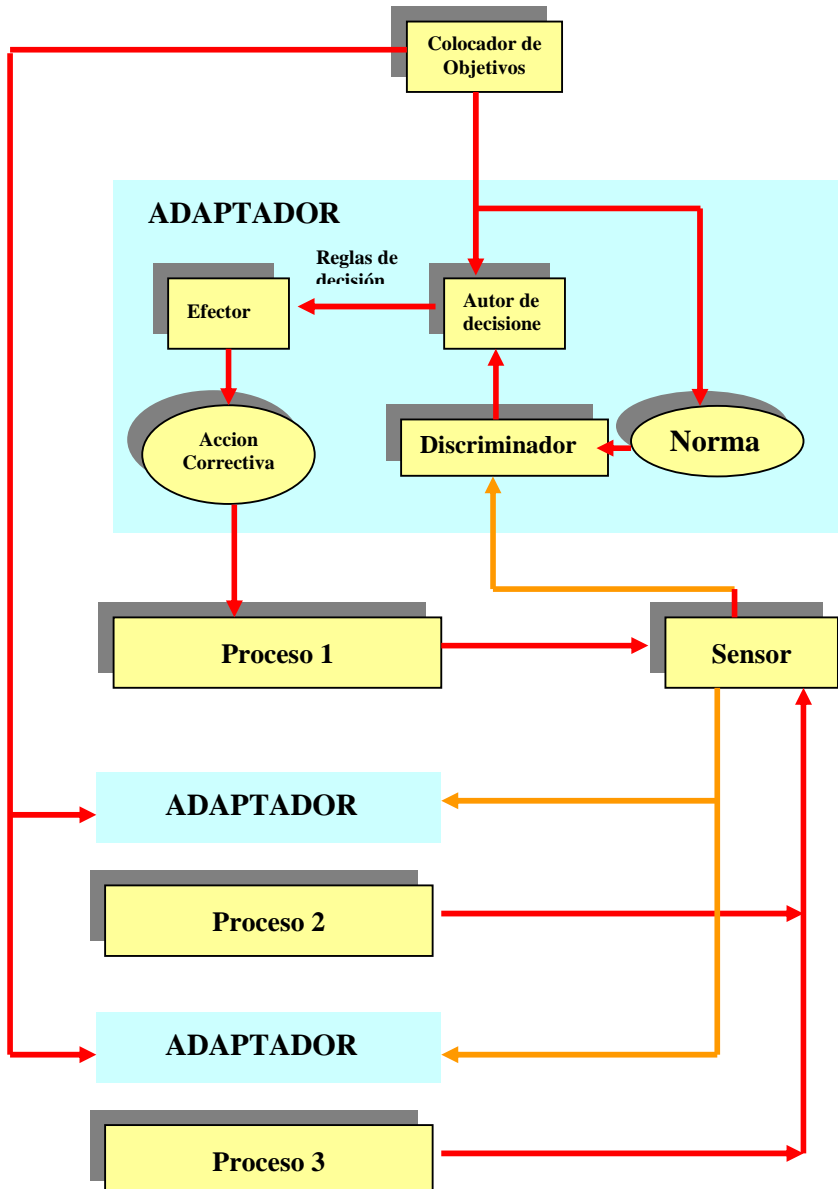 Colocador de
Objetivos
ADAPTADOR
Reglas de
decisión
Efector
Autor de
decisione
Accion
Correctiva
Discriminador
Norma
Proceso 1
Sensor
ADAPTADOR
Proceso 2
ADAPTADOR
Proceso 3